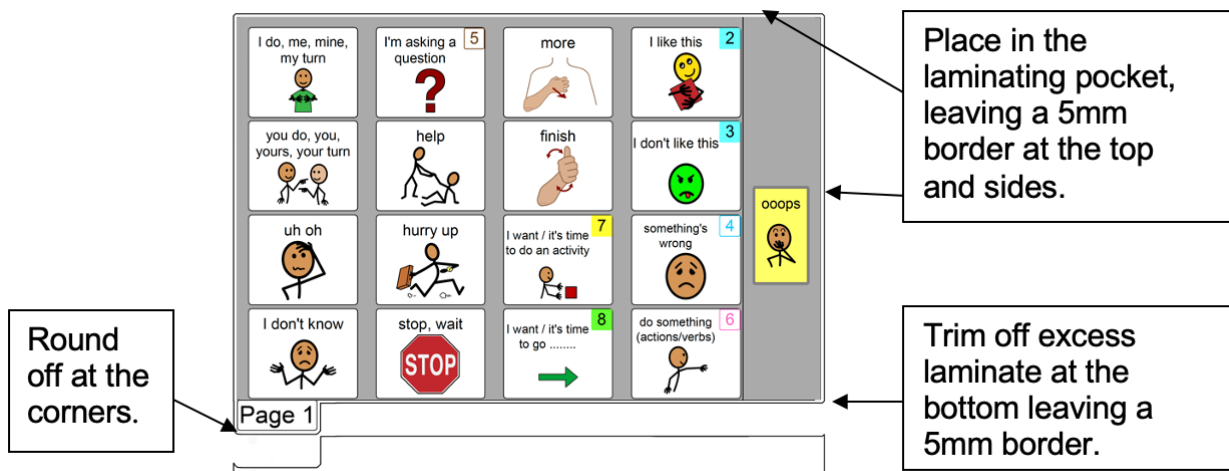 I do, me, mine,
my turn
I'm asking a
question
5
more
I like this
2
you do, you,
yours, your turn
help
finish
I don't like this
3
uh oh
hurry up
I want / it's time
to do an activity
7
something's
wrong
4
I don't know
stop, wait
STOP
I want / it's time
to go ........
8
do something
(actions/verbs)
6
ooops
Page 1
Place in the
laminating pocket,
leaving a 5mm
border at the top
and sides.
Round
off at the
corners.
Trim off excess
laminate at the
bottom leaving a
5mm border.